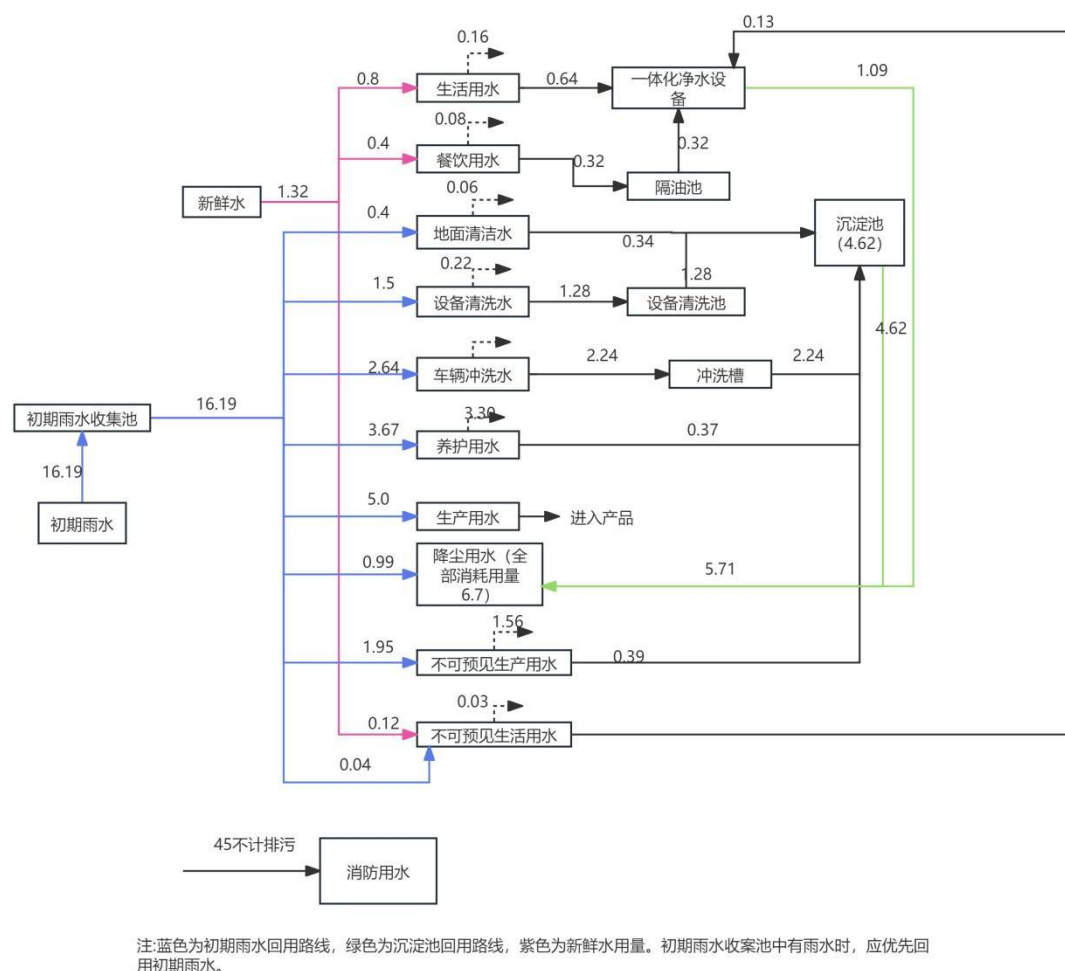 0.16
0.13
0.8
生活用水
0.64
一体化净水设
备
1.09
0.08
0.4
餐饮用水
0.32
0.32
隔油池
新鲜水
1.32
0.06
0.4
地面清洁水
0.34
沉淀池
（4.62）
0.22
1.5
设备清洗水
1.28
设备清洗池
1.28
4.62
2.64
车辆冲洗水
2.24
冲洗槽
2.24
初期雨水收集池
16.19
3.30
3.67
养护用水
0.37
16.19
初期雨水
5.0
生产用水
进入产品
0.99
降尘用水（全
部消耗用量
6.7）
5.71
1.56
1.95
不可预见生产用水
0.39
0.03
0.12
不可预见生活用水
0.04
45不计排污
消防用水
注:蓝色为初期雨水回用路线，绿色为沉淀池回用路线，紫色为新鲜水用量。初期雨水收案池中有雨水时，应优先回
用初期雨水。